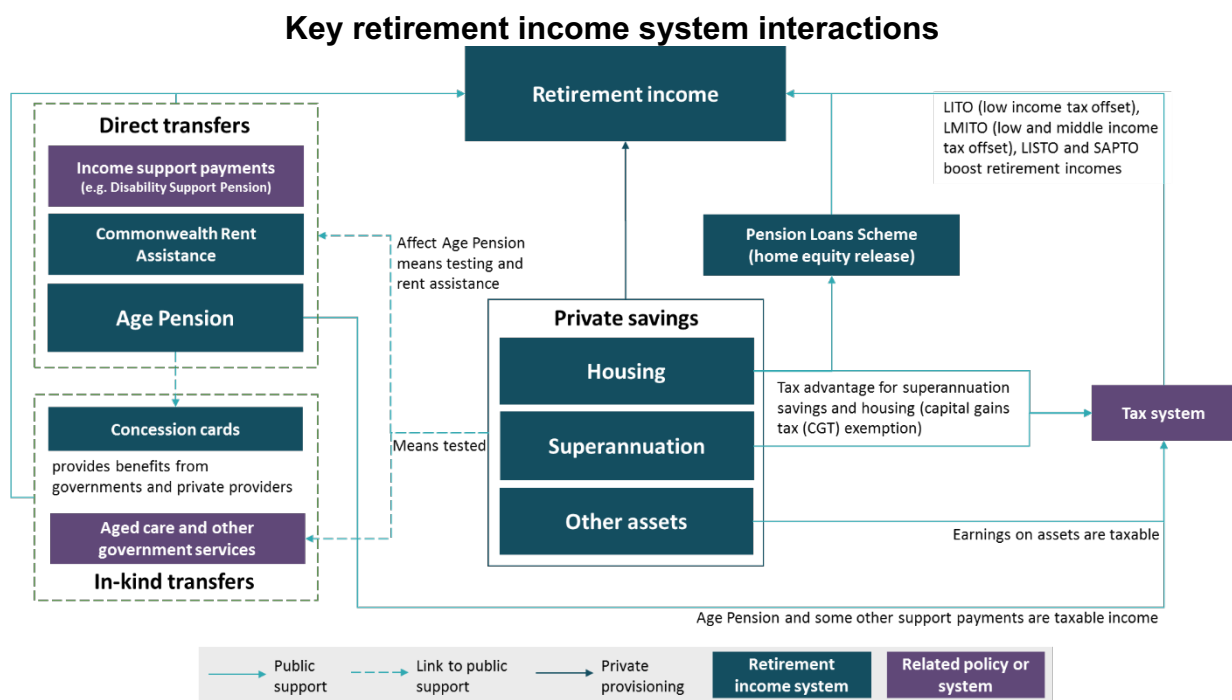 Key retirement income system interactions
Retirement income
Direct transfers
Income support payments
(e.g. Disability Support Pension)
Commonwealth Rent
Assistance
Age Pension
Concession cards
provides benefits from
governments and private providers
Aged care and other
government services
In-kind transfers
Affect Age Pension
means testing and
rent assistance
Means tested
Private savings
Housing
Superannuation
Other assets
Pension Loans Scheme
(home equity release)
LITO (low income tax offset),
LMITO (low and middle income
tax offset), LISTO and SAPTO
boost retirement incomes
Tax advantage for superannuation
savings and housing (capital gains
tax (CGT) exemption)
Tax system
Earnings on assets are taxable
Age Pension and some other support payments are taxable income
Public
support
Link to public
support
Private
provisioning
Retirement
income system
Related policy or
system